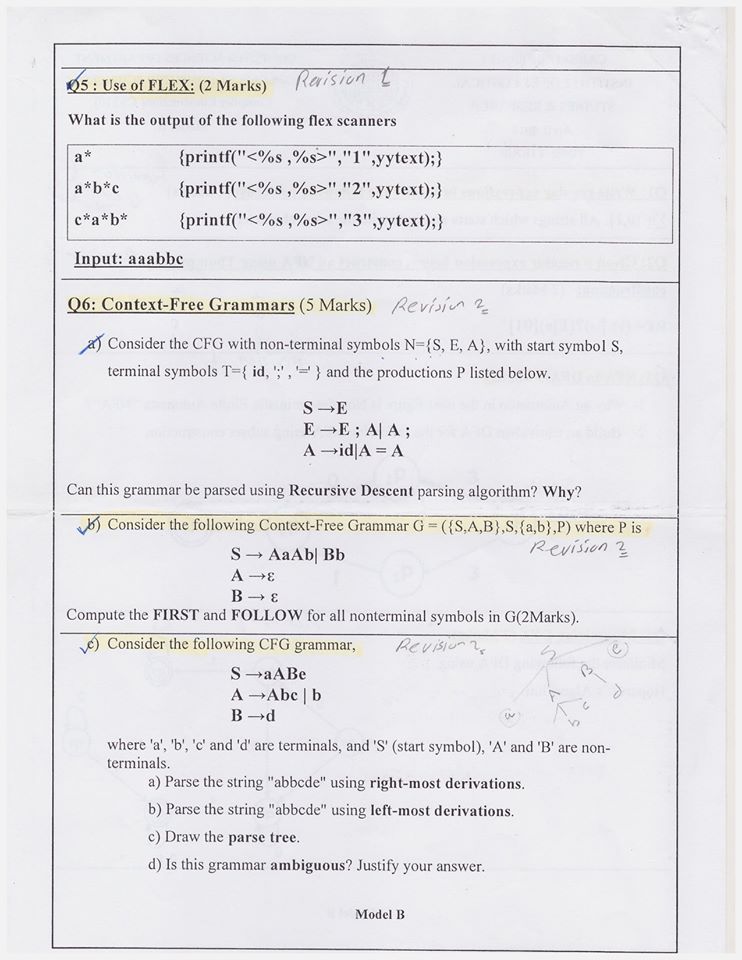 Q5 : Use of FLEX: (2 Marks) Revision 1
What is the output of the following flex scanners
a* {printf("<%s ,%s>","1",yytext);}
a*b*c {printf("<%s ,%s>","2",yytext);}
c*a*b* {printf("<%s ,%s>","3",yytext);}
Input: aaabbc
Q6: Context-Free Grammars (5 Marks) Revision 2
a) Consider the CFG with non-terminal symbols N={S, E, A}, with start symbol S,
terminal symbols T={ id, ';' , '=' } and the productions P listed below.
S →E
E →E ; A| A ;
A →id|A = A
Can this grammar be parsed using Recursive Descent parsing algorithm? Why?
b) Consider the following Context-Free Grammar G = ({S,A,B},S,{a,b},P) where P is
Revision 2
S → AaAb| Bb
A →ε
B → ε
Compute the FIRST and FOLLOW for all nonterminal symbols in G(2Marks).
c) Consider the following CFG grammar, Revision 2
S →aABe
A →Abc | b
B →d
S e
B
A d
a c
b
where 'a', 'b', 'c' and 'd' are terminals, and 'S' (start symbol), 'A' and 'B' are non-
terminals.
a) Parse the string "abbcde" using right-most derivations.
b) Parse the string "abbcde" using left-most derivations.
c) Draw the parse tree.
d) Is this grammar ambiguous? Justify your answer.
Model B